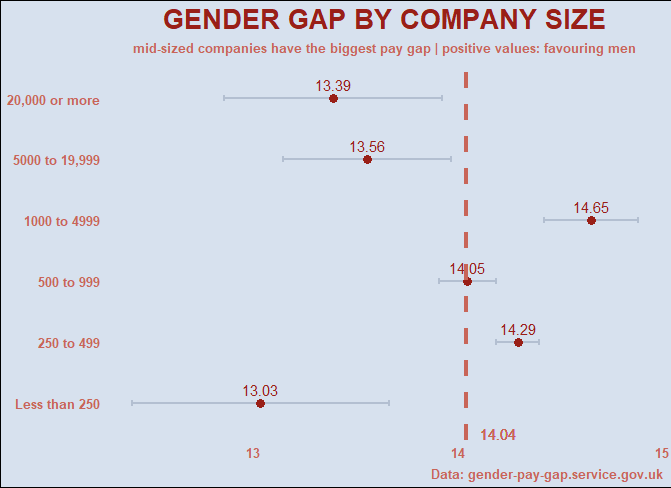 GENDER GAP BY COMPANY SIZE
mid-sized companies have the biggest pay gap | positive values: favouring men
20,000 or more
13.39
5000 to 19,999
13.56
1000 to 4999
14.65
500 to 999
14.05
250 to 499
14.29
Less than 250
13.03
14.04
13 14 15
Data: gender-pay-gap.service.gov.uk